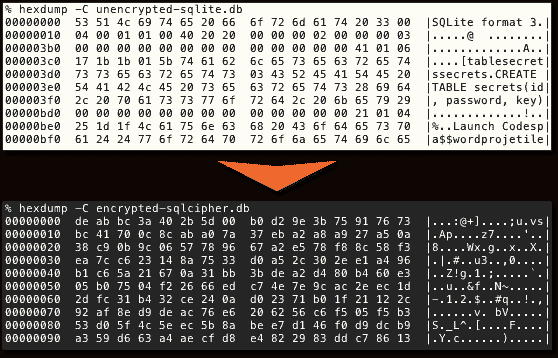 % hexdump -C unencrypted-sqlite.db
00000000  53 51 4c 69 74 65 20 66  6f 72 6d 61 74 20 33 00  |SQLite format 3.|
00000010  04 00 01 01 00 40 20 20  00 00 00 02 00 00 00 03  |.....@  ........|
000003b0  00 00 00 00 00 00 00 00  00 00 00 00 00 41 01 06  |.............A..|
000003c0  17 1b 1b 01 5b 74 61 62  6c 65 73 65 63 72 65 74  |....[tablesecret|
000003d0  73 73 65 63 72 65 74 73  03 43 52 45 41 54 45 20  |ssecrets.CREATE |
000003e0  54 41 42 4c 45 20 73 65  63 72 65 74 73 28 69 64  |TABLE secrets(id|
000003f0  2c 20 70 61 73 73 77 6f  72 64 2c 20 6b 65 79 29  |, password, key)|
00000bd0  00 00 00 00 00 00 00 00  00 00 00 00 00 21 01 04  |.............!..|
00000be0  25 1d 1f 4c 61 75 6e 63  68 20 43 6f 64 65 73 70  |%..Launch Codesp|
00000bf0  61 24 24 77 6f 72 64 70  72 6f 6a 65 74 69 6c 65  |a$$wordprojetile|
% hexdump -C encrypted-sqlcipher.db
00000000  de ab bc 3a 40 2b 5d 00  b0 d2 9e 3b 75 91 76 73  |...:@+]....;u.vs|
00000010  bc 41 70 0c 8c ab a0 7a  37 eb a2 a8 a9 27 a5 0a  |.Ap....z7....'..|
00000020  38 c9 0b 9c 06 57 78 96  67 a2 e5 78 f8 8c 58 f3  |8....Wx.g..x..X.|
00000030  ea 7c c6 23 14 8a 75 33  d0 a5 2c 30 2e e1 a4 96  |.|.#..u3..,0....|
00000040  b1 c6 5a 21 67 0a 31 bb  3b de a2 d4 80 b4 60 e3  |..Z!g.1.;.....`.|
00000050  05 b0 75 04 f2 26 66 ed  c7 4e 7e 9c ac 2e ec 1d  |..u..&f..N~.....|
00000060  2d fc 31 b4 32 ce 24 0a  d0 23 71 b0 1f 21 12 2c  |-.1.2.$..#q..!.,|
00000070  92 af 8e d9 de ac 76 e6  20 62 56 c6 f5 05 f5 b3  |......v. bV.....|
00000080  53 d0 5f 4c 5e ec 5b 8a  be e7 d1 46 f0 d9 dc b9  |S._L^.[....F....|
00000090  a3 59 d6 63 a4 ae cf d8  e4 82 29 83 dd c7 86 13  |.Y.c......).....|